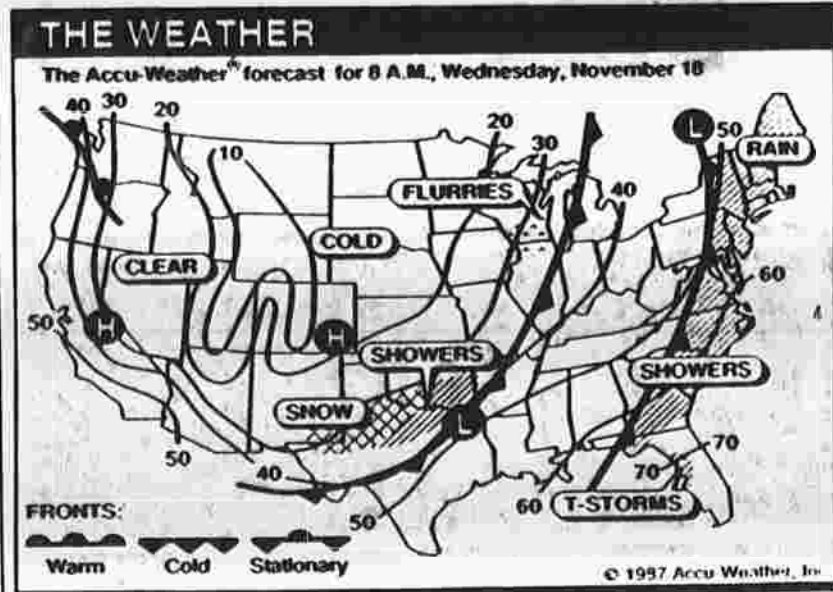 THE WEATHER
The Accu-Weather® forecast for 8 A.M., Wednesday, November 18
40 30 20
10
20
30
FLURRIES
40
L 50
RAIN
COLD
CLEAR
60
50
H
H
SHOWERS
SHOWERS
SNOW
L
50
40
70
70
60
T-STORMS
50
FRONTS:
Warm Cold Stationary
© 1997 Accu Weather, Inc